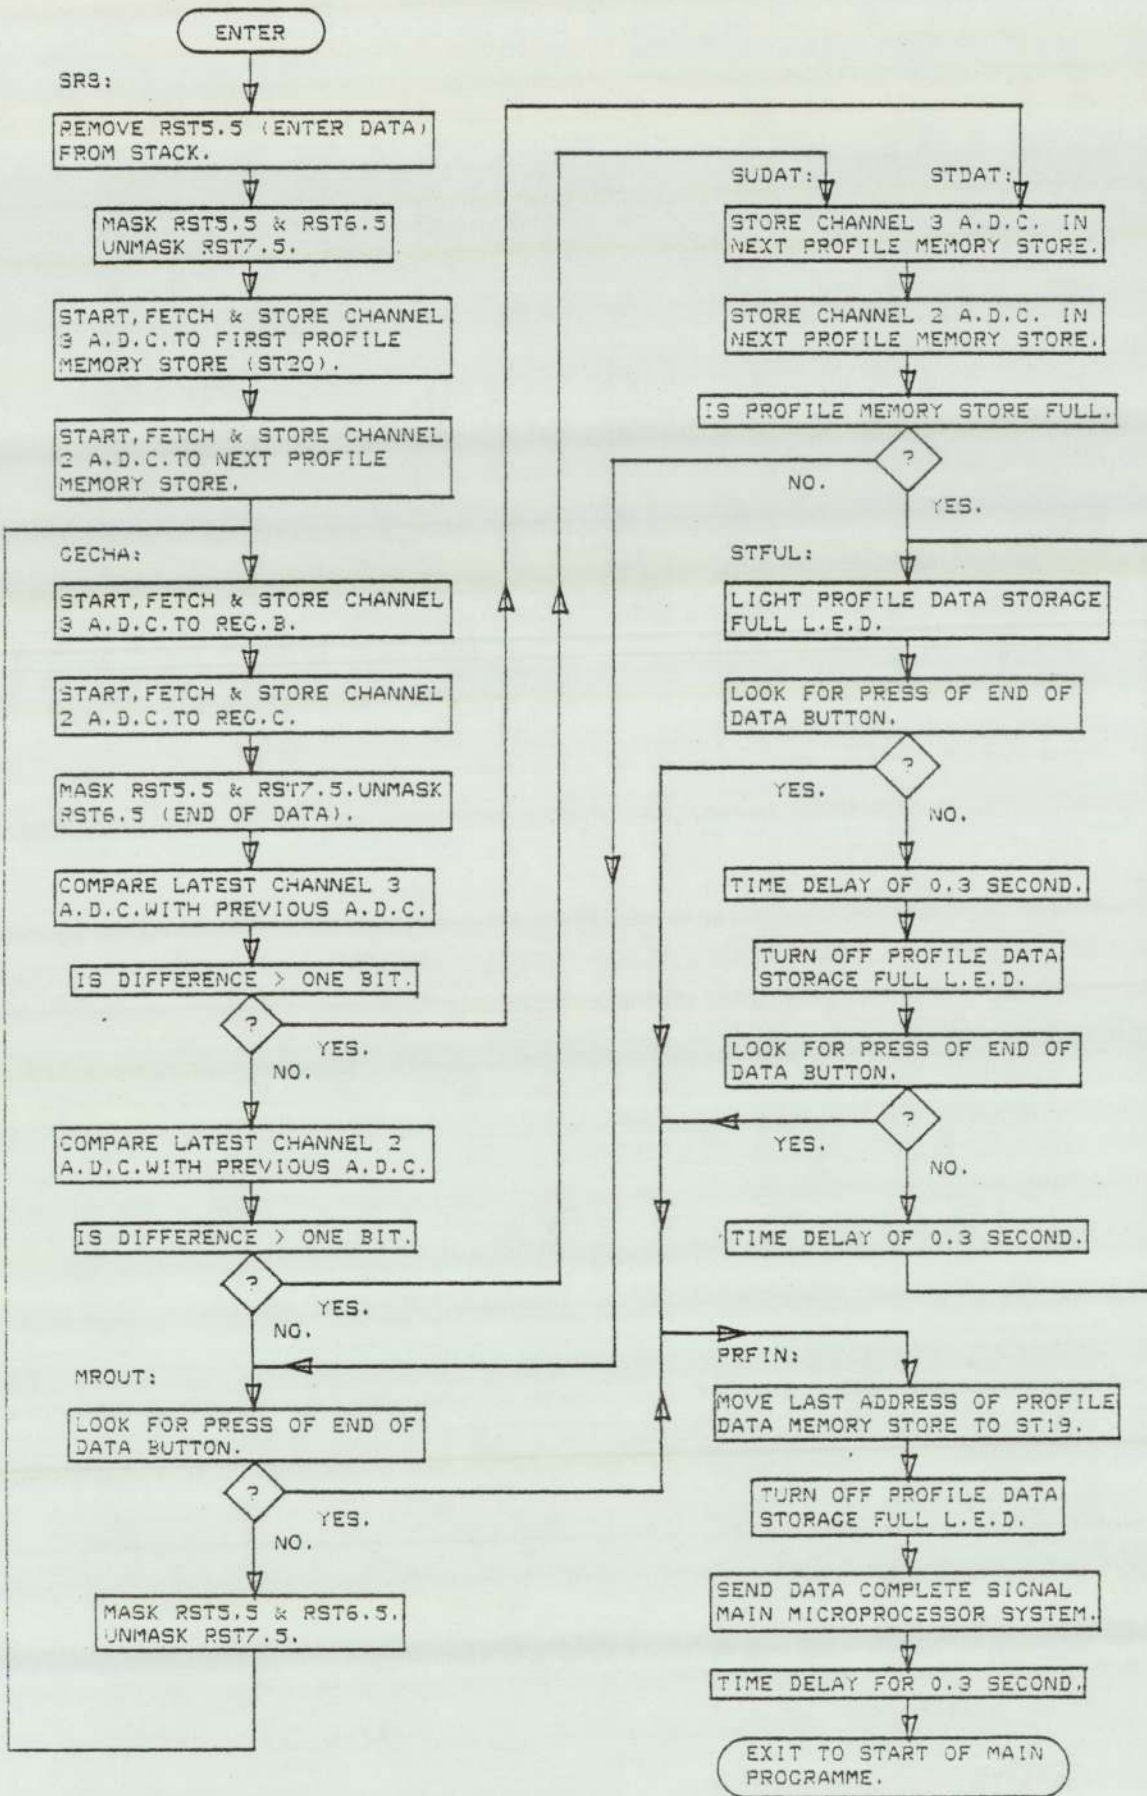 ENTER
SR8:
REMOVE RST5.5 (ENTER DATA)
FROM STACK.
MASK RST5.5 & RST6.5
UNMASK RST7.5.
START,FETCH & STORE CHANNEL
3 A.D.C.TO FIRST PROFILE
MEMORY STORE (ST20).
START,FETCH & STORE CHANNEL
2 A.D.C.TO NEXT PROFILE
MEMORY STORE.
GECHA:
START,FETCH & STORE CHANNEL
3 A.D.C.TO REG.B.
START,FETCH & STORE CHANNEL
2 A.D.C.TO REG.C.
MASK RST5.5 & RST7.5.UNMASK
RST6.5 (END OF DATA).
COMPARE LATEST CHANNEL 3
A.D.C.WITH PREVIOUS A.D.C.
IS DIFFERENCE > ONE BIT.
?
YES.
NO.
COMPARE LATEST CHANNEL 2
A.D.C.WITH PREVIOUS A.D.C.
IS DIFFERENCE > ONE BIT.
?
YES.
NO.
MROUT:
LOOK FOR PRESS OF END OF
DATA BUTTON.
?
YES.
NO.
MASK RST5.5 & RST6.5.
UNMASK RST7.5.
SUDAT:
STDAT:
STORE CHANNEL 3 A.D.C. IN
NEXT PROFILE MEMORY STORE.
STORE CHANNEL 2 A.D.C. IN
NEXT PROFILE MEMORY STORE.
IS PROFILE MEMORY STORE FULL.
?
NO.
YES.
STFUL:
LIGHT PROFILE DATA STORAGE
FULL L.E.D.
LOOK FOR PRESS OF END OF
DATA BUTTON.
?
YES.
NO.
TIME DELAY OF 0.3 SECOND.
TURN OFF PROFILE DATA
STORAGE FULL L.E.D.
LOOK FOR PRESS OF END OF
DATA BUTTON.
?
YES.
NO.
TIME DELAY OF 0.3 SECOND.
PRFIN:
MOVE LAST ADDRESS OF PROFILE
DATA MEMORY STORE TO ST19.
TURN OFF PROFILE DATA
STORAGE FULL L.E.D.
SEND DATA COMPLETE SIGNAL
MAIN MICROPROCESSOR SYSTEM.
TIME DELAY FOR 0.3 SECOND.
EXIT TO START OF MAIN
PROGRAMME.